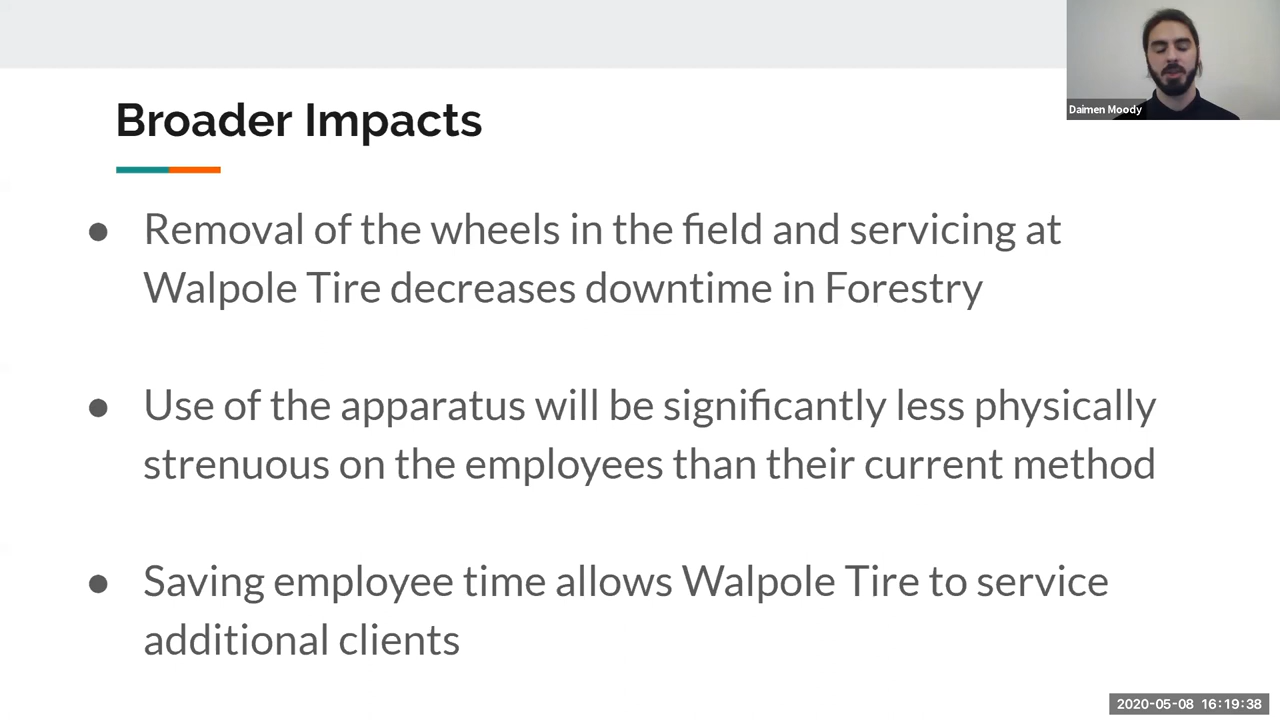 Daimen Moody
Broader Impacts
● Removal of the wheels in the field and servicing at
Walpole Tire decreases downtime in Forestry
● Use of the apparatus will be significantly less physically
strenuous on the employees than their current method
● Saving employee time allows Walpole Tire to service
additional clients
2020-05-08 16:19:38